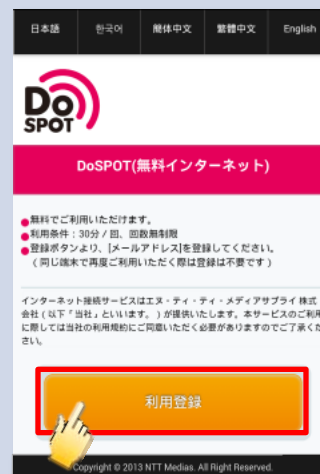 日本語 한국어 簡体中文 繁體中文 English
Do
SPOT
DoSPOT(無料インターネット)
無料でご利用いただけます。
利用条件：30分 / 回、回数無制限
登録ボタンより、[メールアドレス]を登録してください。
( 同じ端末で再度ご利用いただく際は登録は不要です )
インターネット接続サービスはエヌ・ティ・ティ・メディアサプライ 株式
会社 ( 以下「当社」といいます。 ) が提供いたします。本サービスのご利用
に際しては当社の利用規約にご同意いただく必要がありますのでご了承くだ
さい。
利用登録
Copyright © 2013 NTT Medias. All Right Reserved.